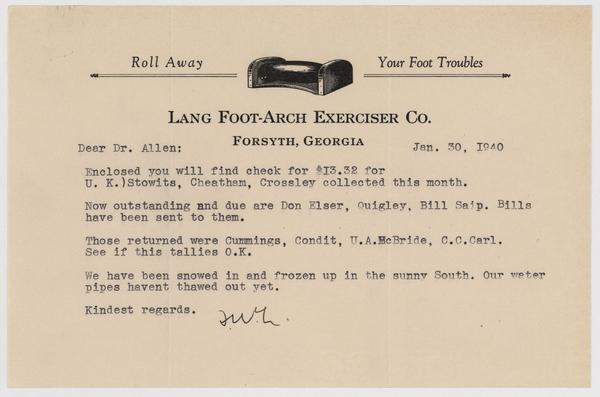 Roll Away Your Foot Troubles
LANG FOOT-ARCH EXERCISER CO.
FORSYTH, GEORGIA
Dear Dr. Allen: Jan. 30, I940
Enclosed you will find check for $I3.32 for
U. K.)Stowits, Cheatham, Crossley collected this month.
Now outstanding nnd due are Don Elser, Quigley, Bill Saip. Bills
have been sent to them.
Those returned were Cummings, Condit, U.A.McBride, C.C.Carl.
See if this tallies O.K.
We have been snowed in and frozen up in the sunny South. Our water
pipes havent thawed out yet.
Kindest regards.